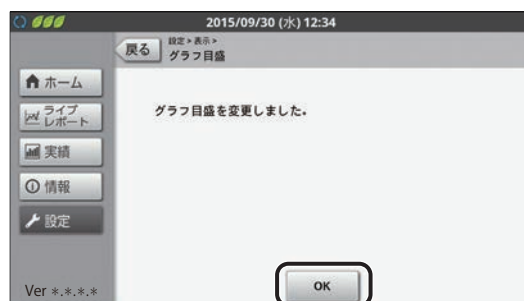 2015/09/30 (水) 12:34
戻る
設定 > 表示 >
グラフ目盛
ホーム
ライブ
レポート
実績
情報
設定
グラフ目盛を変更しました。
OK
Ver *.*.*.*